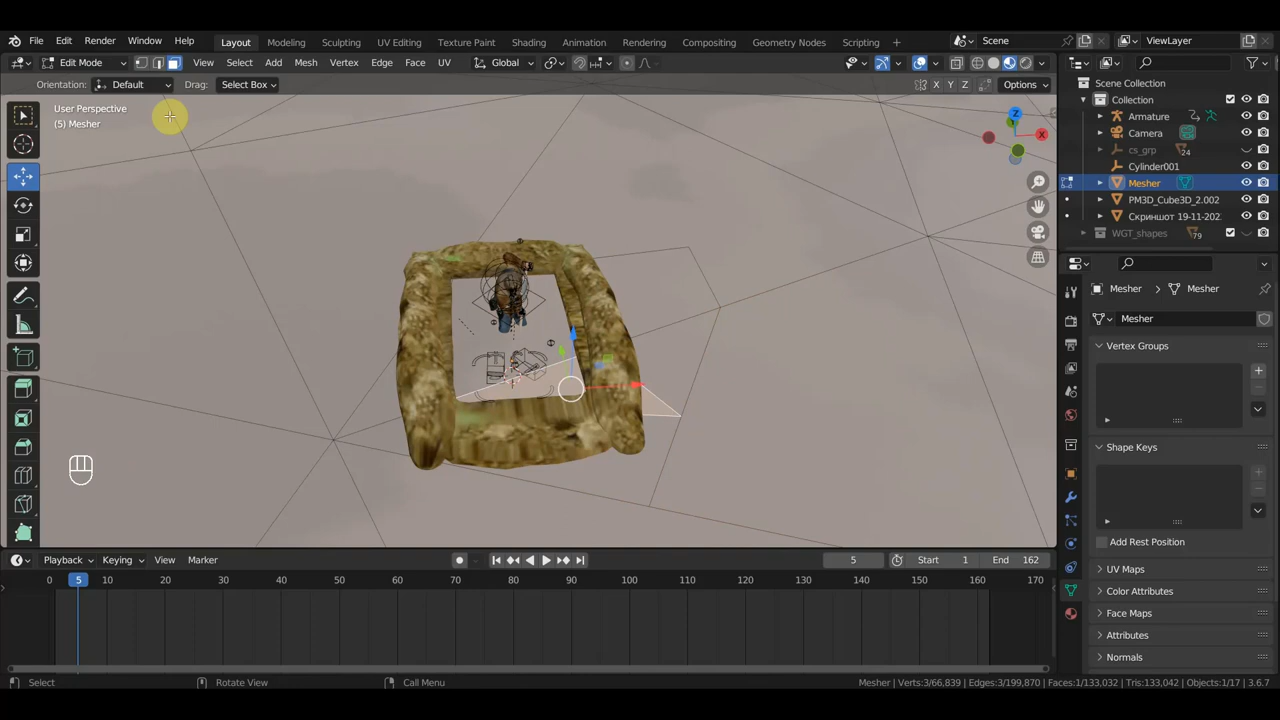 File Edit Render Window Help Layout Modeling Sculpting UV Editing Texture Paint Shading Animation Rendering Compositing Geometry Nodes Scripting Scene ViewLayer
Edit Mode View Select Add Mesh Vertex Edge Face UV Global
Orientation: Default Drag: Select Box X Y Z Options
User Perspective
(5) Mesher
Z
X
Scene Collection
Collection
Armature
Camera
cs_grp 24
Cylinder001
Mesher
PM3D_Cube3D_2.002
Скриншот 19-11-202
WGT_shapes 79
Mesher Mesher
Mesher
Vertex Groups
Shape Keys
Add Rest Position
UV Maps
Color Attributes
Face Maps
Attributes
Normals
Playback Keying View Marker 5 Start 1 End 162
0 5 10 20 30 40 50 60 70 80 90 100 110 120 130 140 150 160 170
Select Rotate View Call Menu Mesher | Verts:3/66,839 | Edges:3/199,870 | Faces:1/133,032 | Tris:133,042 | Objects:1/17 | 3.6.7